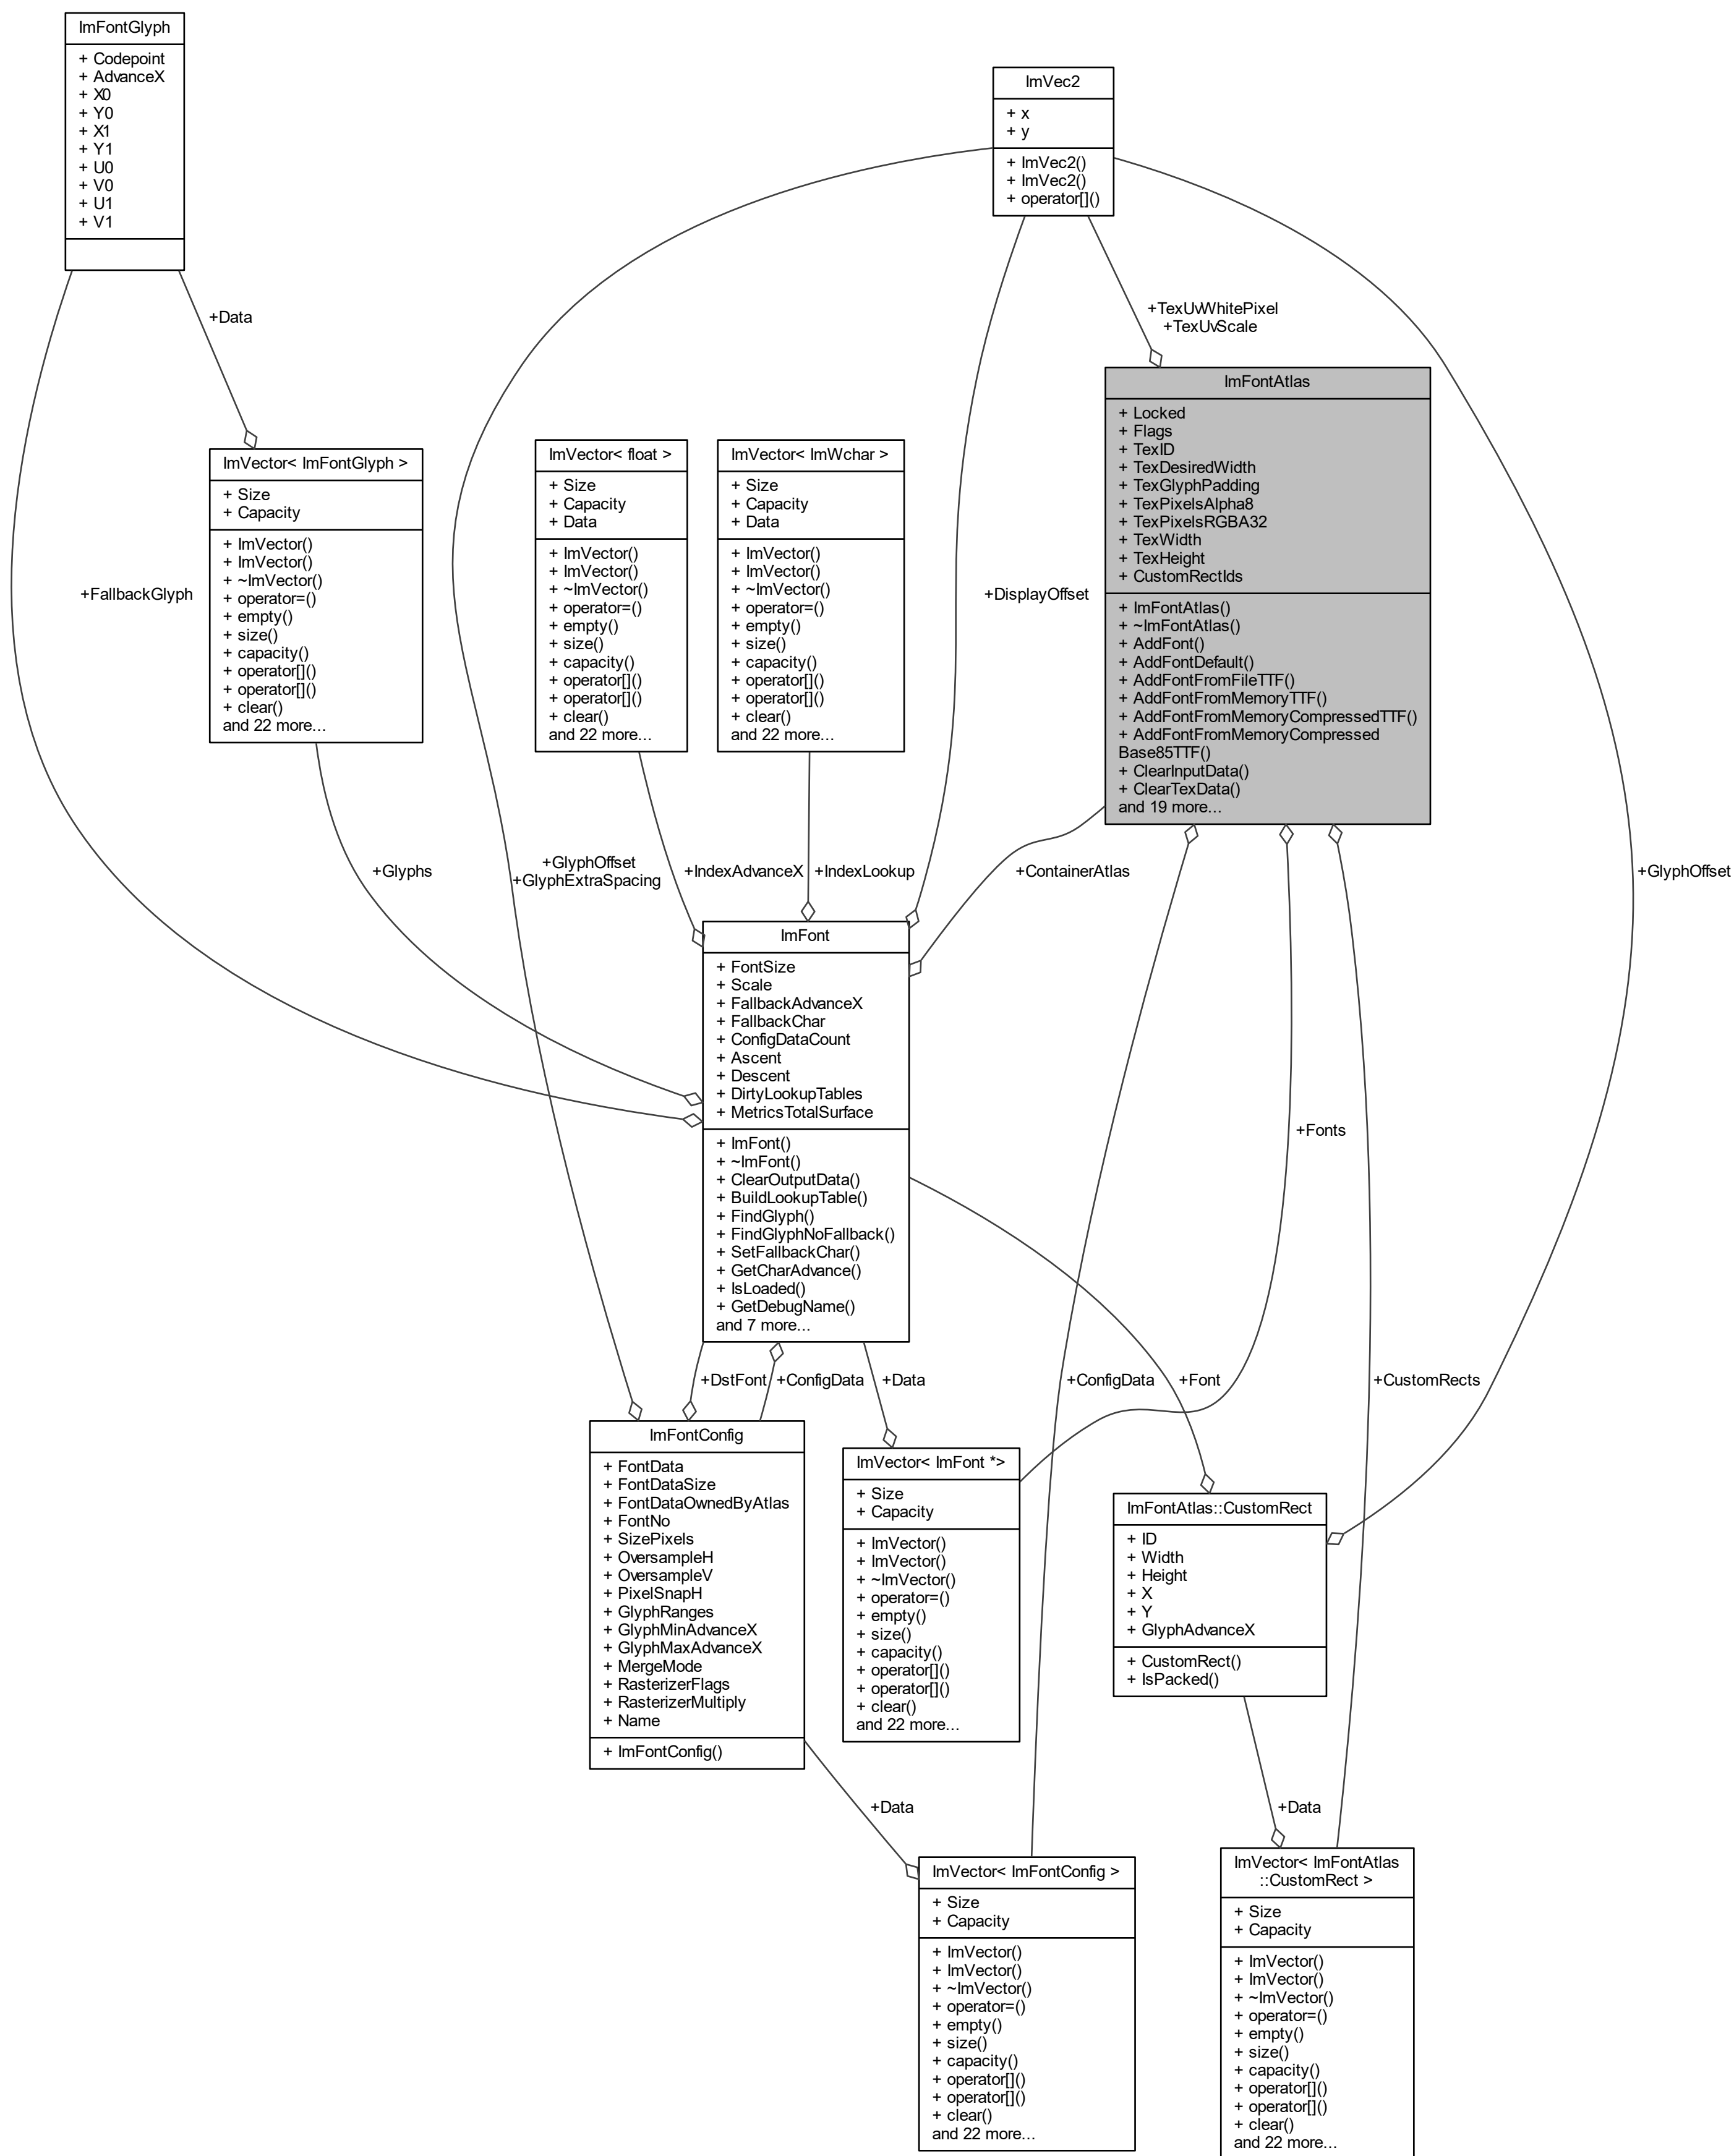 ImFontGlyph
+ Codepoint
+ AdvanceX
+ X0
+ Y0
+ X1
+ Y1
+ U0
+ V0
+ U1
+ V1
ImVec2
+ x
+ y
+ ImVec2()
+ ImVec2()
+ operator[]()
+Data
+TexUvWhitePixel
+TexUvScale
ImFontAtlas
+ Locked
+ Flags
+ TexID
+ TexDesiredWidth
+ TexGlyphPadding
+ TexPixelsAlpha8
+ TexPixelsRGBA32
+ TexWidth
+ TexHeight
+ CustomRectIds
+ ImFontAtlas()
+ ~ImFontAtlas()
+ AddFont()
+ AddFontDefault()
+ AddFontFromFileTTF()
+ AddFontFromMemoryTTF()
+ AddFontFromMemoryCompressedTTF()
+ AddFontFromMemoryCompressed
Base85TTF()
+ ClearInputData()
+ ClearTexData()
and 19 more...
ImVector< ImFontGlyph >
+ Size
+ Capacity
+ ImVector()
+ ImVector()
+ ~ImVector()
+ operator=()
+ empty()
+ size()
+ capacity()
+ operator[]()
+ operator[]()
+ clear()
and 22 more...
ImVector< float >
+ Size
+ Capacity
+ Data
+ ImVector()
+ ImVector()
+ ~ImVector()
+ operator=()
+ empty()
+ size()
+ capacity()
+ operator[]()
+ operator[]()
+ clear()
and 22 more...
ImVector< ImWchar >
+ Size
+ Capacity
+ Data
+ ImVector()
+ ImVector()
+ ~ImVector()
+ operator=()
+ empty()
+ size()
+ capacity()
+ operator[]()
+ operator[]()
+ clear()
and 22 more...
+FallbackGlyph
+DisplayOffset
+Glyphs
+GlyphOffset
+GlyphExtraSpacing
+IndexAdvanceX
+IndexLookup
+ContainerAtlas
+GlyphOffset
ImFont
+ FontSize
+ Scale
+ FallbackAdvanceX
+ FallbackChar
+ ConfigDataCount
+ Ascent
+ Descent
+ DirtyLookupTables
+ MetricsTotalSurface
+ ImFont()
+ ~ImFont()
+ ClearOutputData()
+ BuildLookupTable()
+ FindGlyph()
+ FindGlyphNoFallback()
+ SetFallbackChar()
+ GetCharAdvance()
+ IsLoaded()
+ GetDebugName()
and 7 more...
+Fonts
+DstFont
+ConfigData
+Data
+ConfigData
+Font
+CustomRects
ImFontConfig
+ FontData
+ FontDataSize
+ FontDataOwnedByAtlas
+ FontNo
+ SizePixels
+ OversampleH
+ OversampleV
+ PixelSnapH
+ GlyphRanges
+ GlyphMinAdvanceX
+ GlyphMaxAdvanceX
+ MergeMode
+ RasterizerFlags
+ RasterizerMultiply
+ Name
+ ImFontConfig()
ImVector< ImFont *>
+ Size
+ Capacity
+ ImVector()
+ ImVector()
+ ~ImVector()
+ operator=()
+ empty()
+ size()
+ capacity()
+ operator[]()
+ operator[]()
+ clear()
and 22 more...
ImFontAtlas::CustomRect
+ ID
+ Width
+ Height
+ X
+ Y
+ GlyphAdvanceX
+ CustomRect()
+ IsPacked()
+Data
+Data
ImVector< ImFontConfig >
+ Size
+ Capacity
+ ImVector()
+ ImVector()
+ ~ImVector()
+ operator=()
+ empty()
+ size()
+ capacity()
+ operator[]()
+ operator[]()
+ clear()
and 22 more...
ImVector< ImFontAtlas
::CustomRect >
+ Size
+ Capacity
+ ImVector()
+ ImVector()
+ ~ImVector()
+ operator=()
+ empty()
+ size()
+ capacity()
+ operator[]()
+ operator[]()
+ clear()
and 22 more...